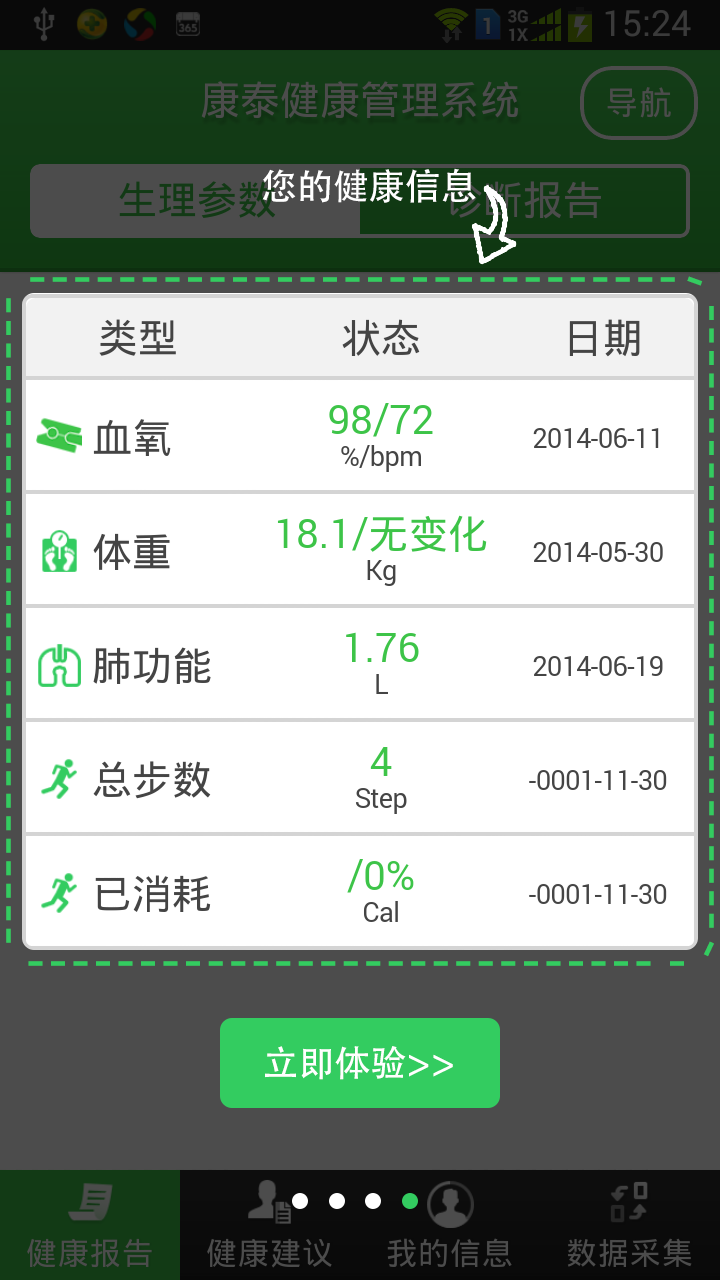 365
1
3G
1X
15:24
康泰健康管理系统
导航
您的健康信息
生理参数
诊断报告
类型 状态 日期
血氧 98/72 2014-06-11
%/bpm
体重 18.1/无变化 2014-05-30
Kg
肺功能 1.76 2014-06-19
L
总步数 4 -0001-11-30
Step
已消耗 /0% -0001-11-30
Cal
立即体验>>
健康报告 健康建议 我的信息 数据采集